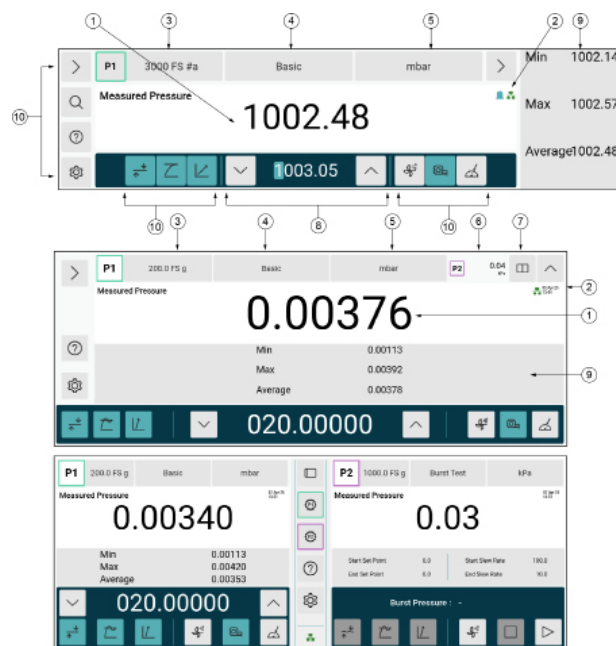 1 3 4 5 2 9
P1 3000 FS #a Basic mbar Min 1002.14
Measured Pressure
1002.48
Max 1002.57
Average 1002.48
10
1003.05
10 8 10
3 4 5 6 7
P1 200.0 FS g Basic mbar P2 0.04
Measured Pressure
2
0.00376
1
Min 0.00113
Max 0.00392
Average 0.00378
9
020.00000
P1 200.0 FS g Basic mbar
Measured Pressure
0.00340
Min 0.00113
Max 0.00420
Average 0.00353
020.00000
P1
P2
P2 1000.0 FS g Burst Test kPa
Measured Pressure
0.03
Start Set Point 0.0 Start Slew Rate 100.0
End Set Point 0.0 End Slew Rate 90.0
Burst Pressure : -